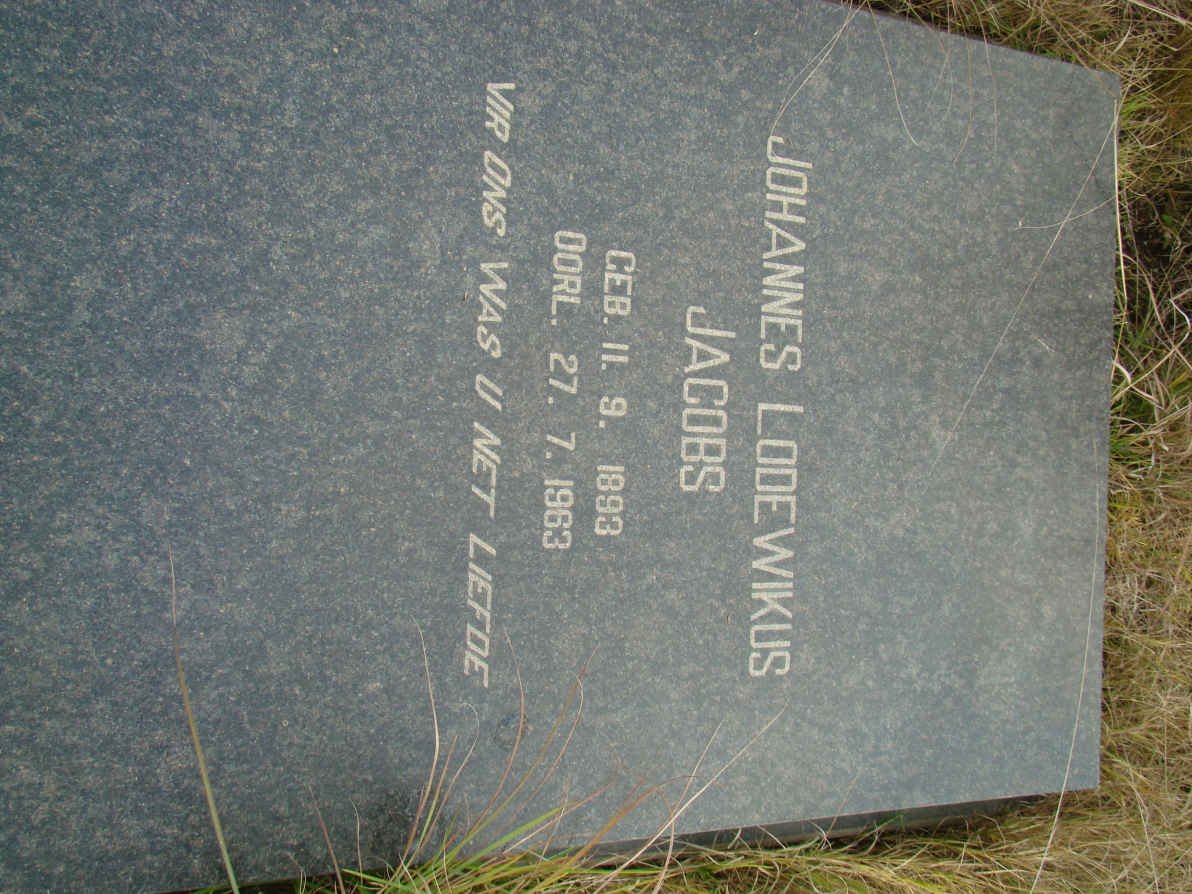 JOHANNES LODEWIKUS
JACOBS
GEB. 11. 9. 1893
OORL. 27. 7. 1963
VIR ONS WAS U NET LIEFDE